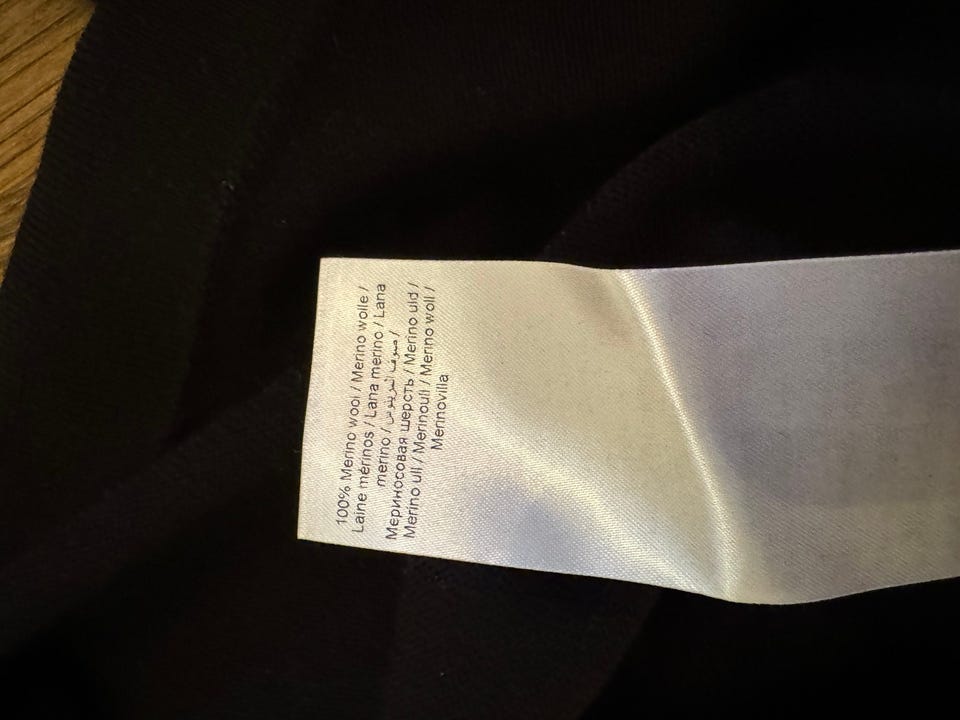 100% Merino wool / Merino wolle /
Laine mérinos / Lana merino / Lana
merino / صوف المرينوس /
Мериносовая шерсть / Merino uld /
Merino ull / Merinoull / Merino woll /
Merinovilla